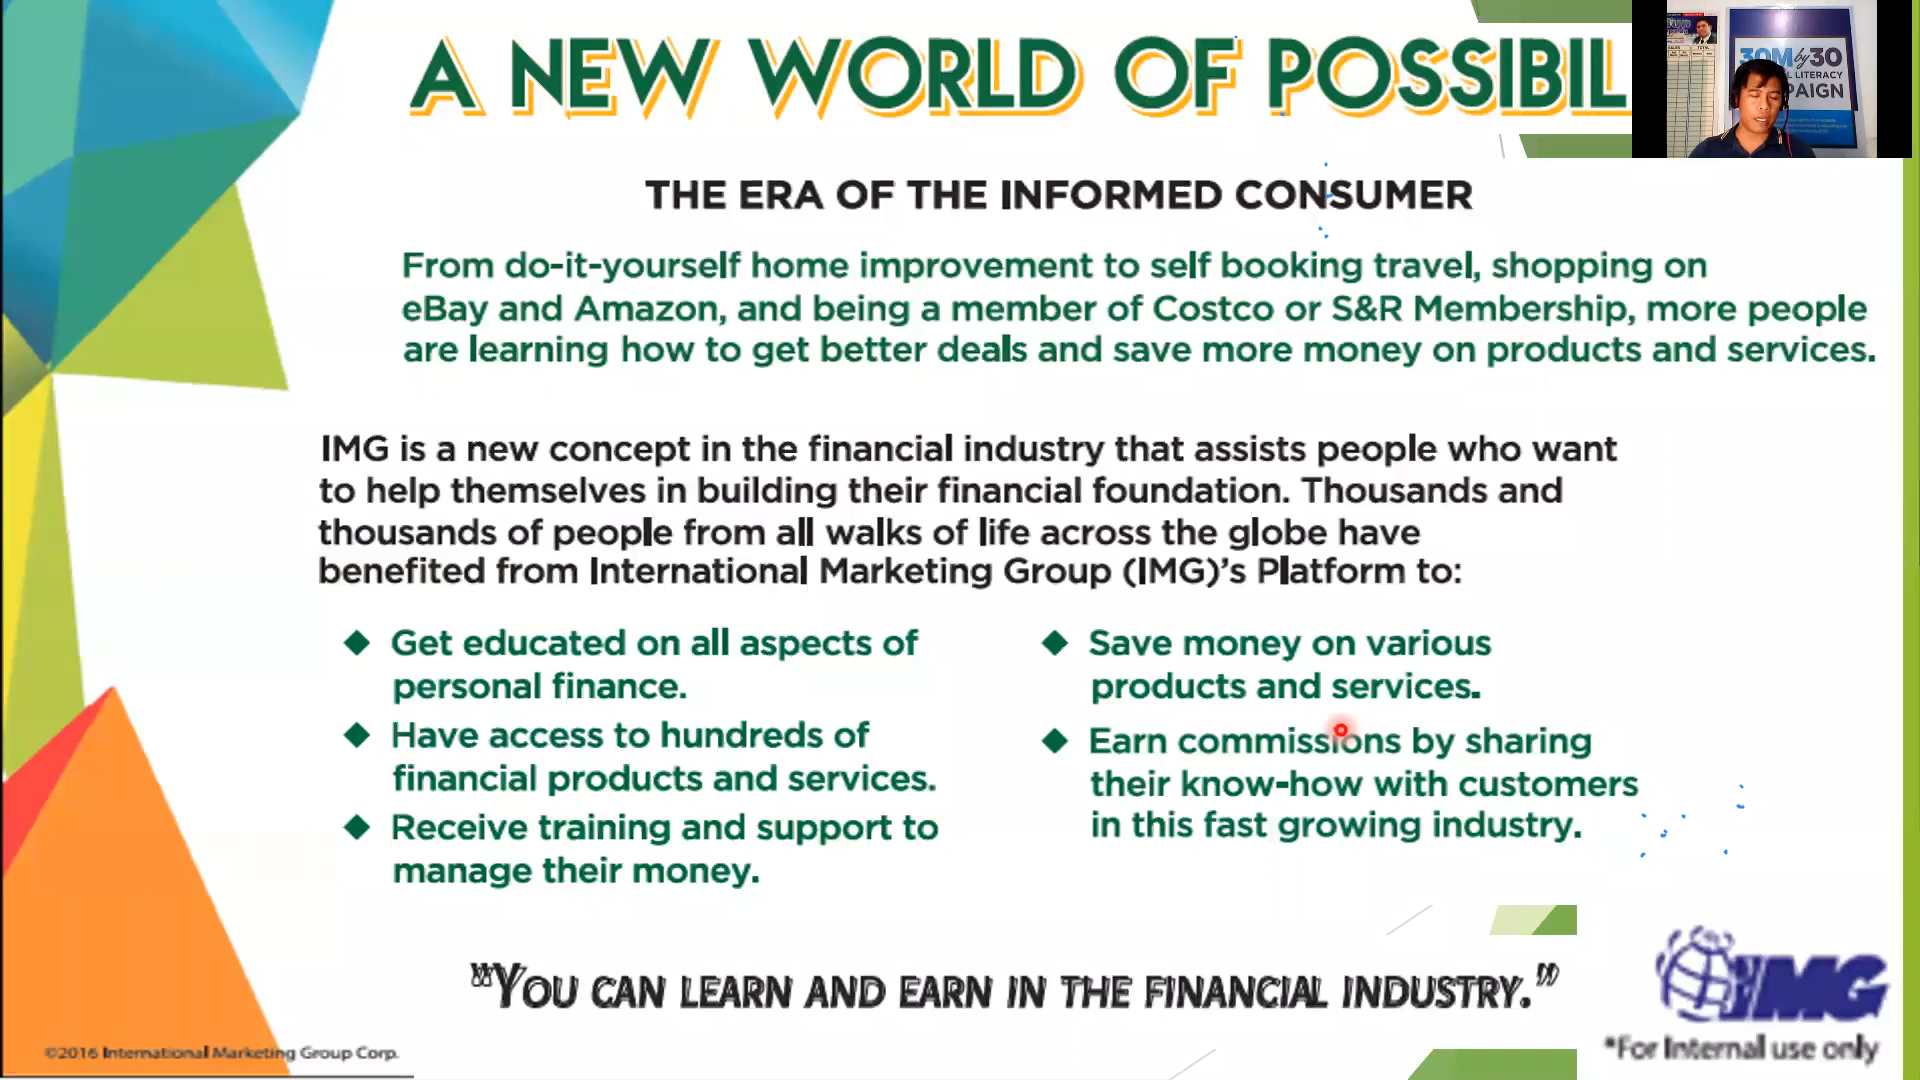 A NEW WORLD OF POSSIBIL
30M by 30
LITERACY
THE ERA OF THE INFORMED CONSUMER
From do-it-yourself home improvement to self booking travel, shopping on
eBay and Amazon, and being a member of Costco or S&R Membership, more people
are learning how to get better deals and save more money on products and services.
IMG is a new concept in the financial industry that assists people who want
to help themselves in building their financial foundation. Thousands and
thousands of people from all walks of life across the globe have
benefited from International Marketing Group (IMG)'s Platform to:
◆ Get educated on all aspects of
personal finance.
◆ Have access to hundreds of
financial products and services.
◆ Receive training and support to
manage their money.
◆ Save money on various
products and services.
◆ Earn commissions by sharing
their know-how with customers
in this fast growing industry.
"YOU CAN LEARN AND EARN IN THE FINANCIAL INDUSTRY."
IMG
*For Internal use only
©2016 International Marketing Group Corp.